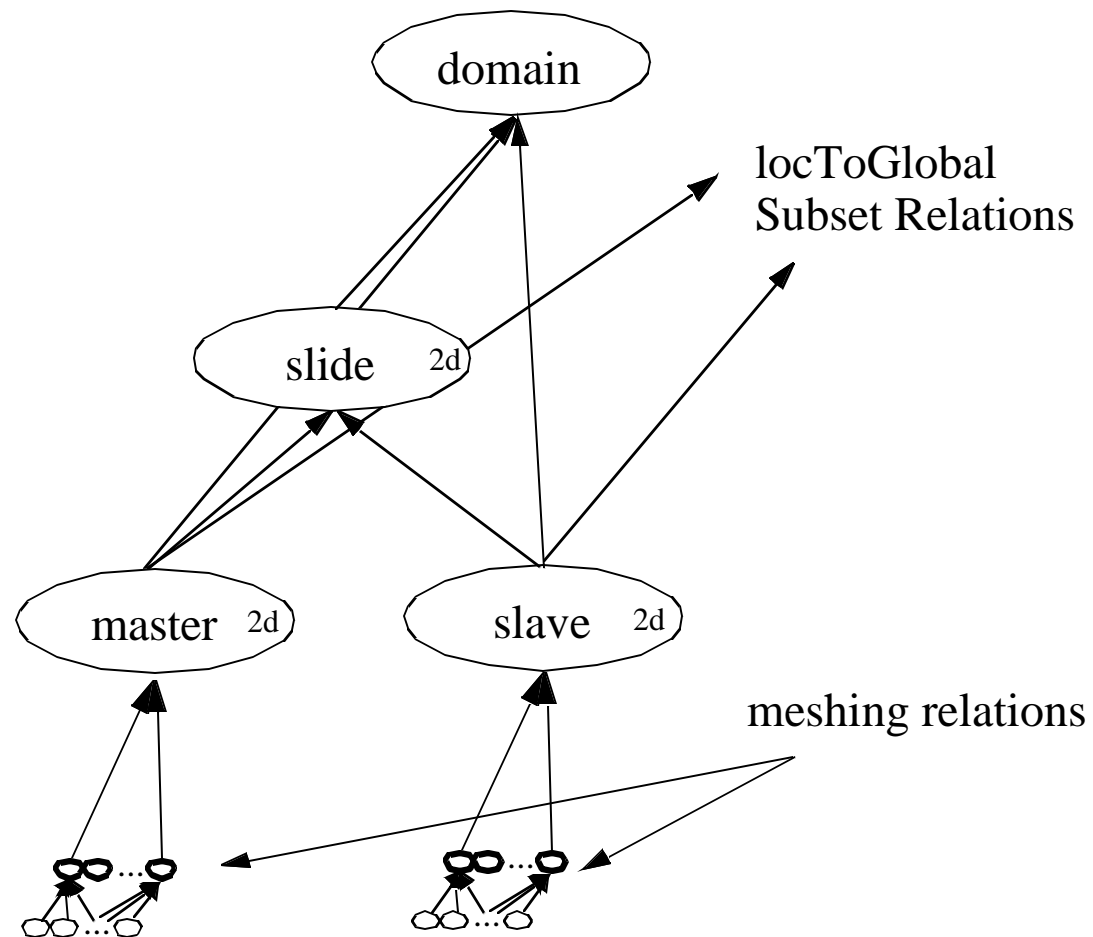 domain
locToGlobal
Subset Relations
slide 2d
master 2d
slave 2d
meshing relations
...
...
...
...